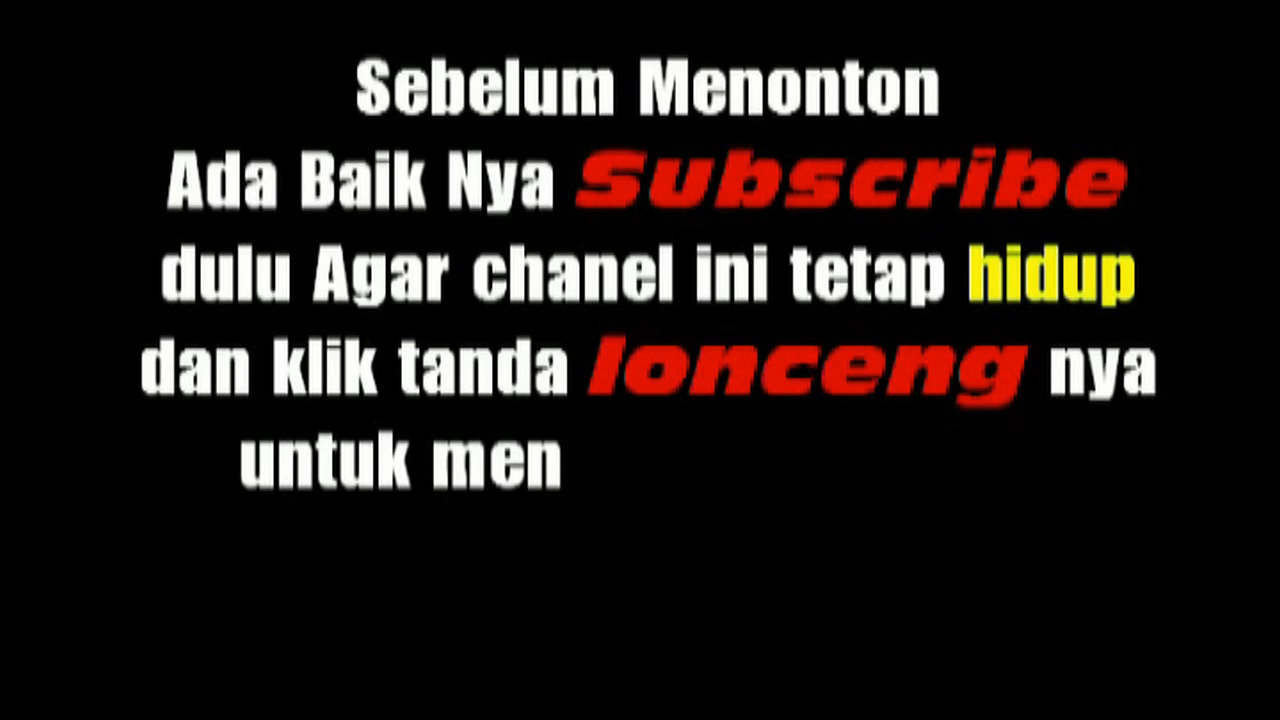 Sebelum Menonton
Ada Baik Nya Subscribe
dulu Agar chanel ini tetap hidup
dan klik tanda lonceng nya
untuk men